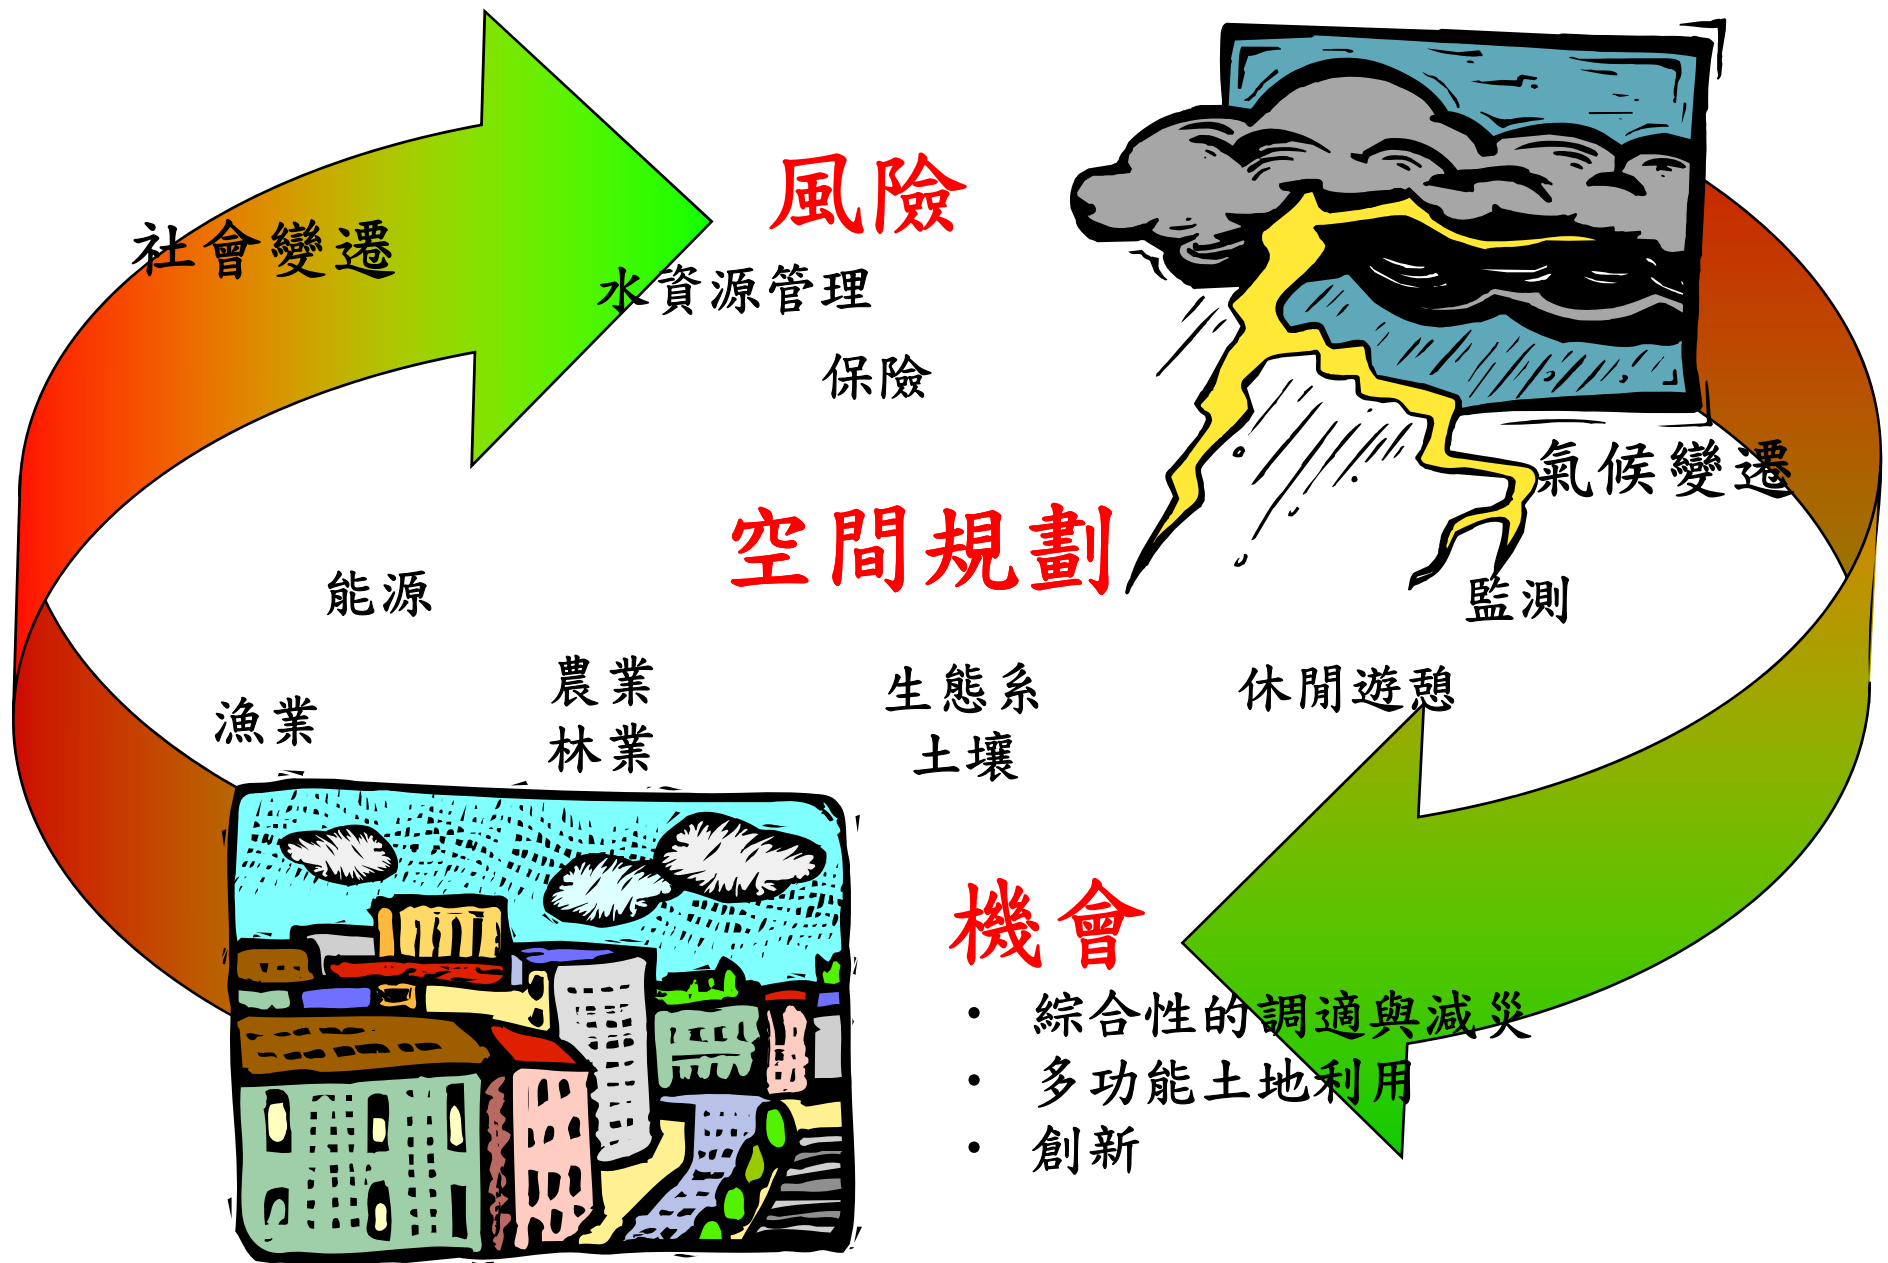 風險
社會變遷
水資源管理
保險
氣候變遷
空間規劃
能源
監測
農業
林業
生態系
土壤
休閒遊憩
漁業
機會
• 綜合性的調適與減災
• 多功能土地利用
• 創新